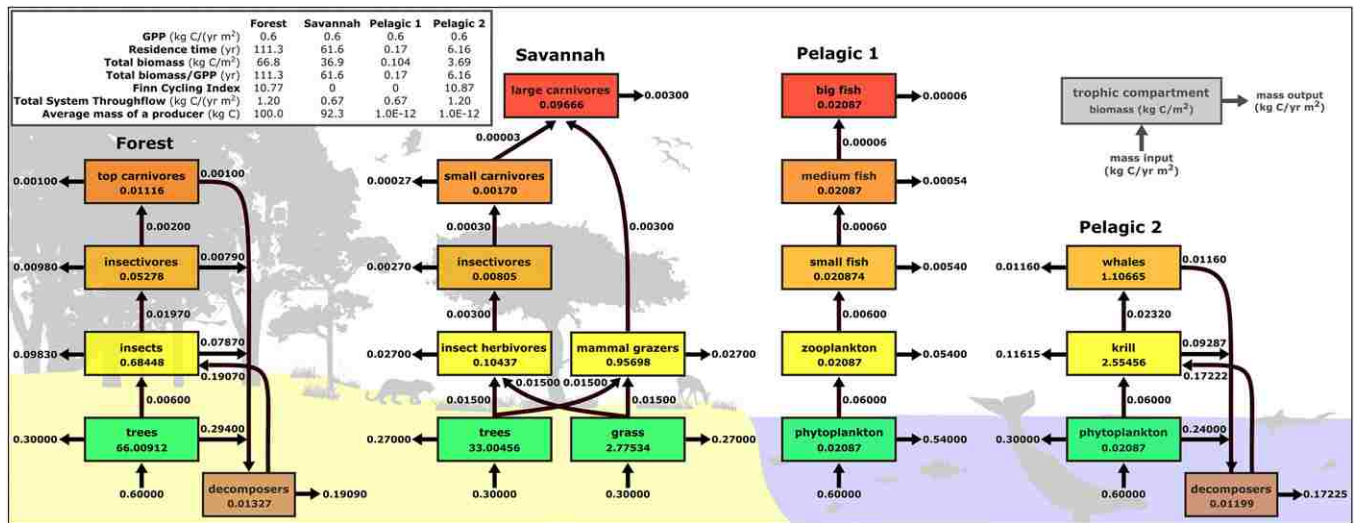 Forest Savannah Pelagic 1 Pelagic 2
GPP (kg C/(yr m²) 0.6 0.6 0.6 0.6
Residence time (yr) 111.3 61.6 0.17 6.16
Total biomass (kg C/m²) 66.8 36.9 0.104 3.69
Total biomass/GPP (yr) 111.3 61.6 0.17 6.16
Finn Cycling Index 10.77 0 0 10.87
Total System Throughflow (kg C/(yr m²) 1.20 0.67 0.67 1.20
Average mass of a producer (kg C) 100.0 92.3 1.0E-12 1.0E-12
Forest
top carnivores
0.01116
0.00100
0.00100
0.00200
insectivores
0.05278
0.00980
0.00790
0.01970
insects
0.68448
0.09830
0.07870
0.19070
0.00600
trees
66.00912
0.30000
0.29400
0.60000
decomposers
0.01327
0.19090
Savannah
large carnivores
0.09666
0.00300
0.00003
small carnivores
0.00170
0.00027
0.00030
0.00300
insectivores
0.00805
0.00270
0.00300
insect herbivores
0.10437
0.02700
mammal grazers
0.95698
0.02700
0.01500 0.01500
0.01500
0.01500
trees
33.00456
0.27000
grass
2.77534
0.27000
0.30000
0.30000
Pelagic 1
big fish
0.02087
0.00006
0.00006
medium fish
0.02087
0.00054
0.00060
small fish
0.020874
0.00540
0.00600
zooplankton
0.02087
0.05400
0.06000
phytoplankton
0.02087
0.54000
0.60000
trophic compartment
biomass (kg C/m²)
mass output
(kg C/yr m²)
mass input
(kg C/yr m²)
Pelagic 2
whales
1.10665
0.01160
0.01160
0.02320
krill
2.55456
0.11615
0.09287
0.17222
0.06000
phytoplankton
0.02087
0.30000
0.24000
0.60000
decomposers
0.01199
0.17225